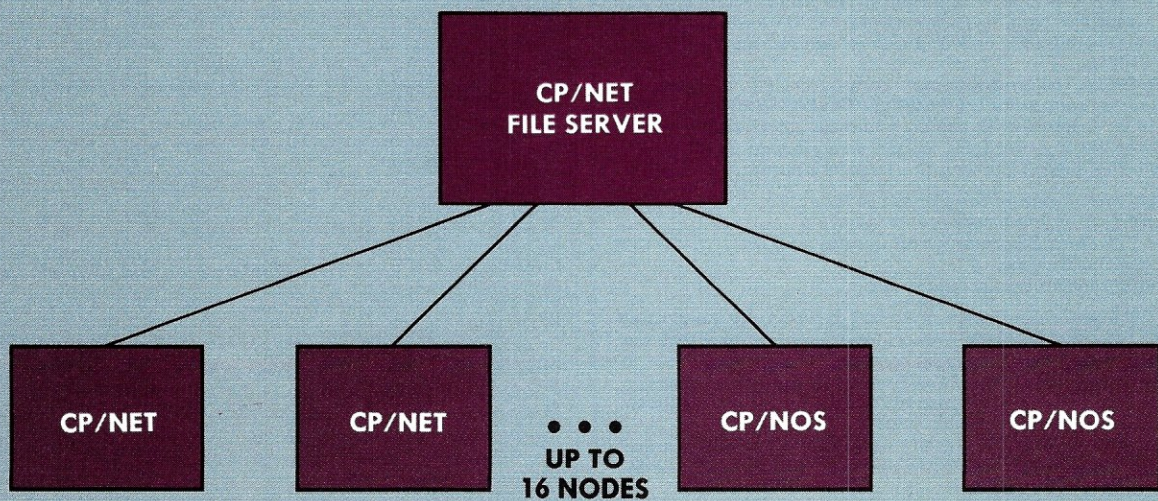 CP/NET
FILE SERVER
CP/NET
CP/NET
• • •
UP TO
16 NODES
CP/NOS
CP/NOS